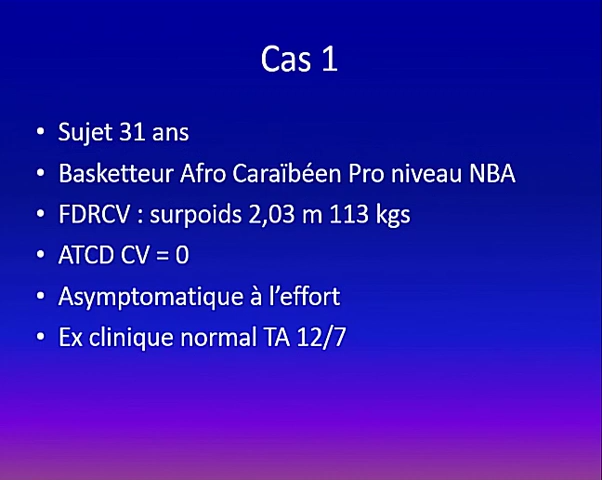 Cas 1
• Sujet 31 ans
• Basketteur Afro Caraïbéen Pro niveau NBA
• FDRCV : surpoids 2,03 m 113 kgs
• ATCD CV = 0
• Asymptomatique à l'effort
• Ex clinique normal TA 12/7